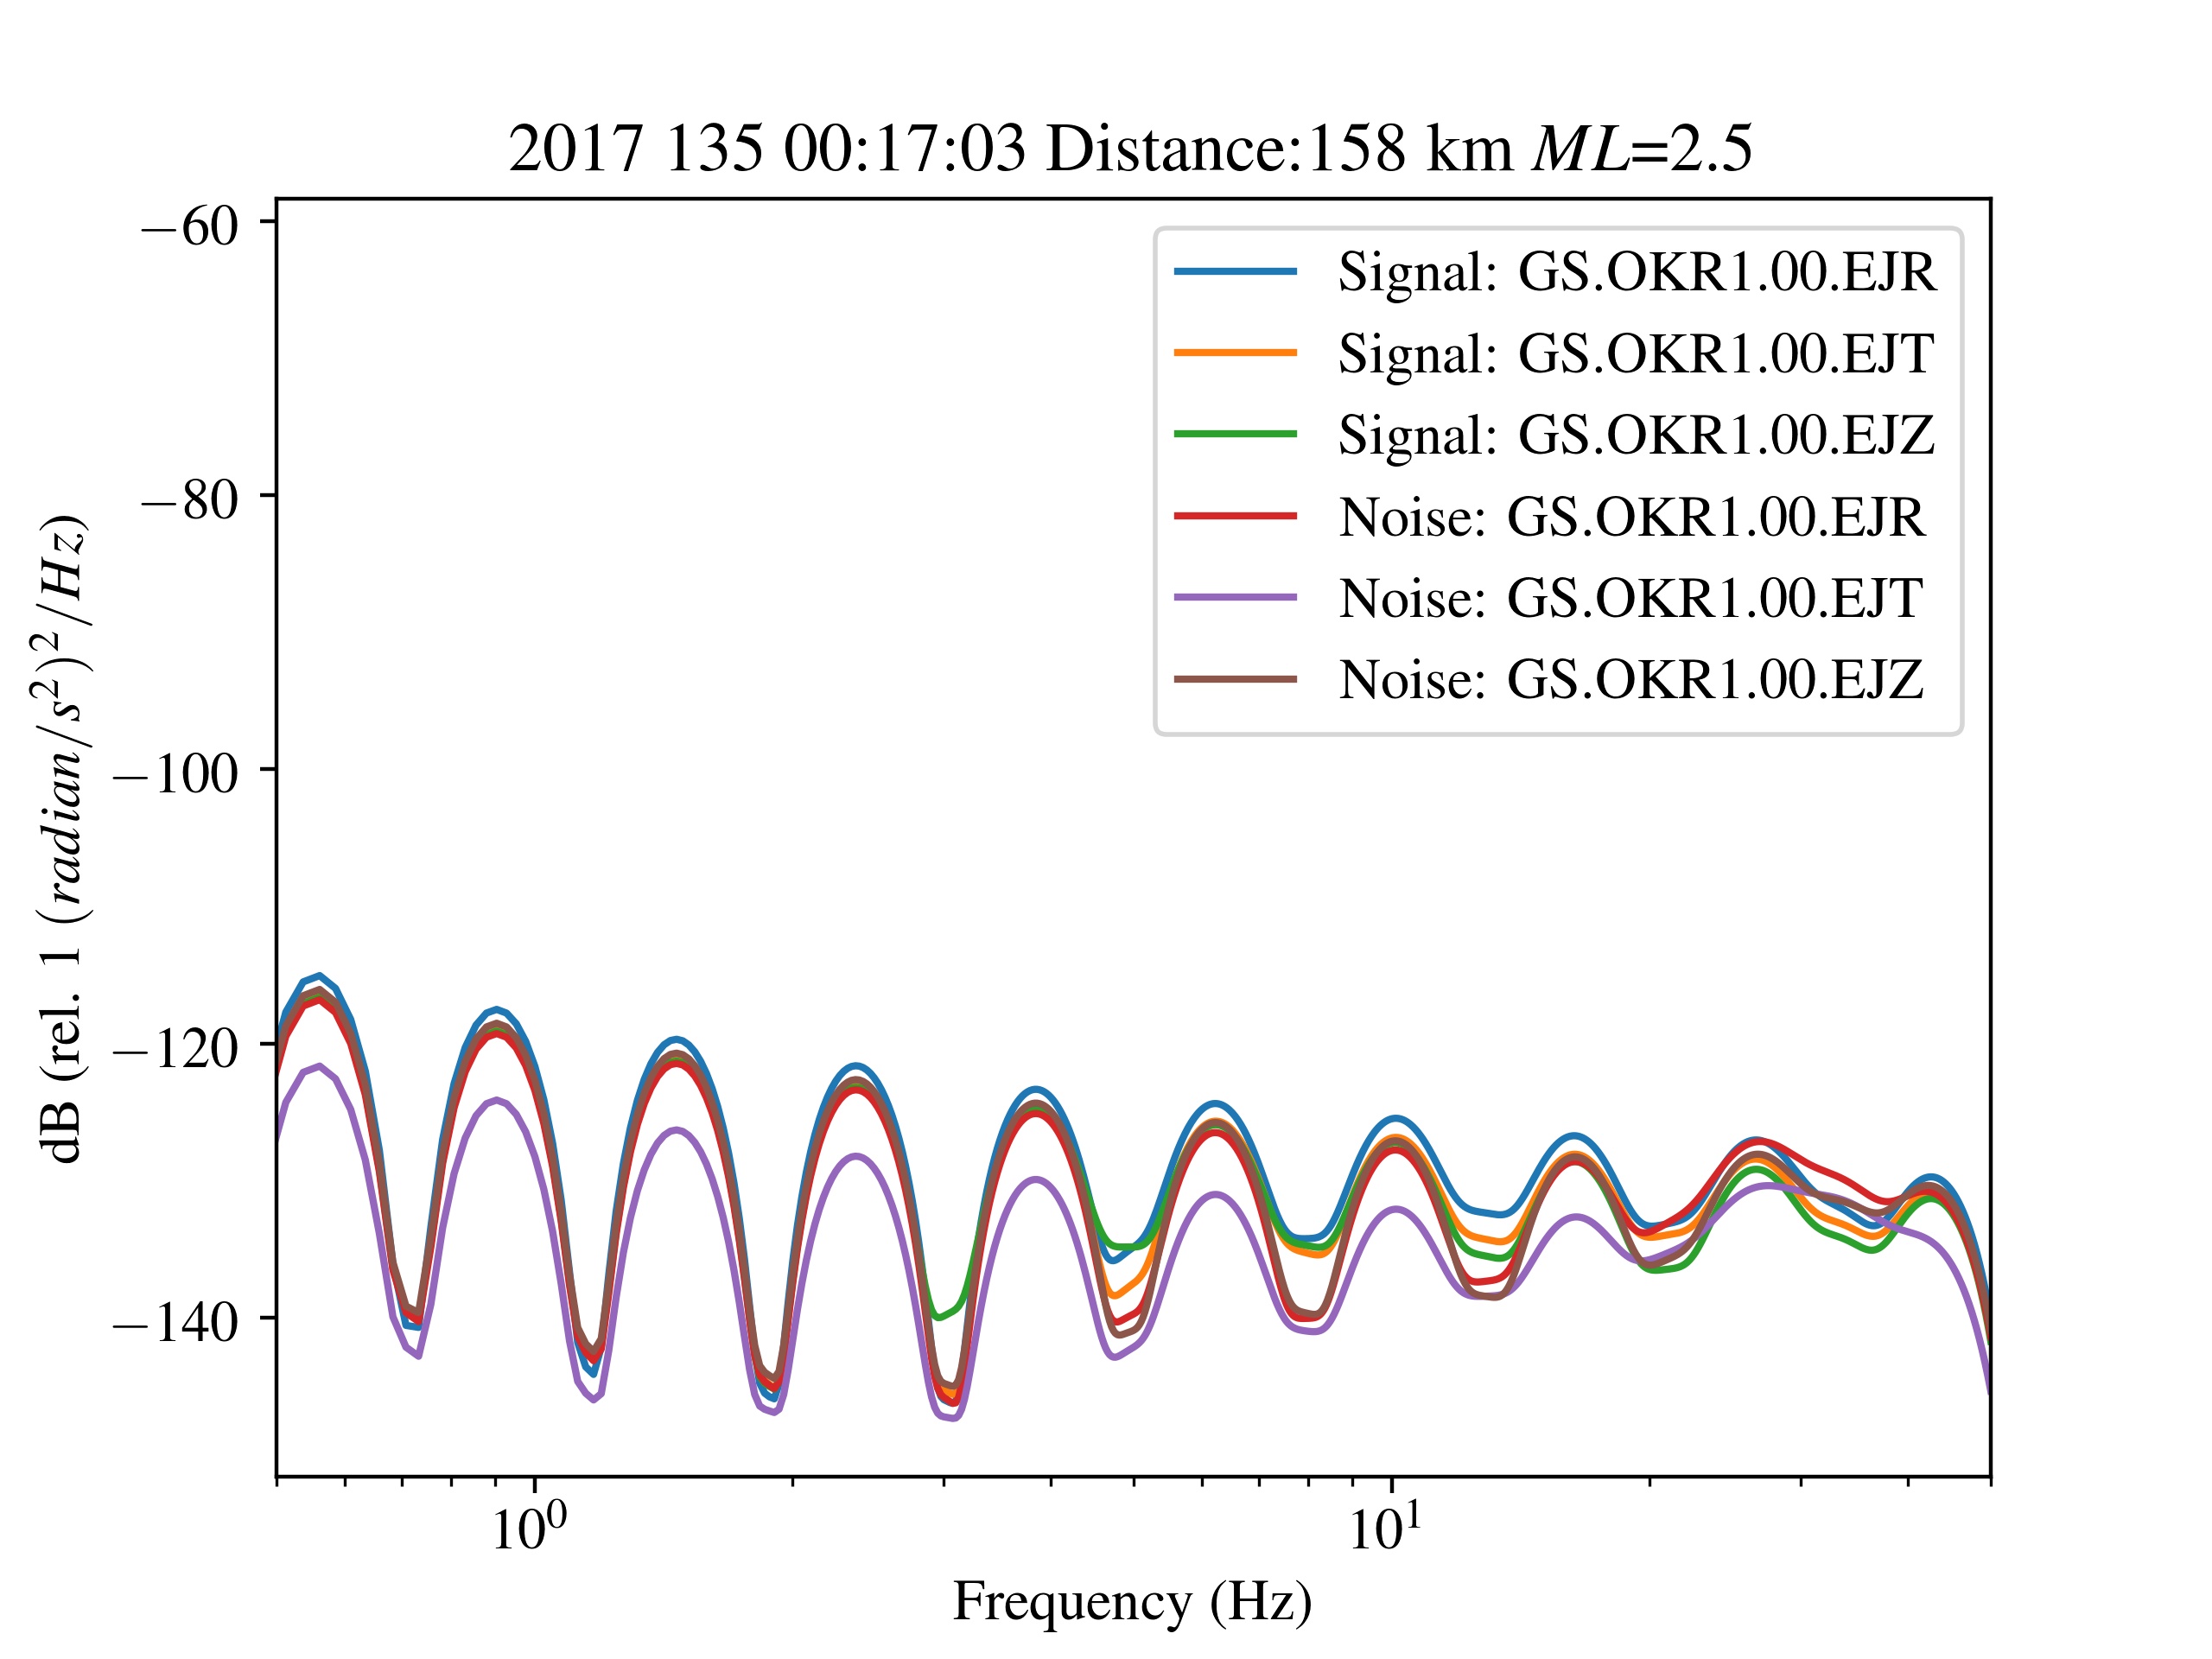 2017 135 00:17:03 Distance:158 km ML=2.5
−60
−80
−100
−120
−140
dB (rel. 1 (radian/s²)²/Hz)
Signal: GS.OKR1.00.EJR
Signal: GS.OKR1.00.EJT
Signal: GS.OKR1.00.EJZ
Noise: GS.OKR1.00.EJR
Noise: GS.OKR1.00.EJT
Noise: GS.OKR1.00.EJZ
10⁰ 10¹
Frequency (Hz)